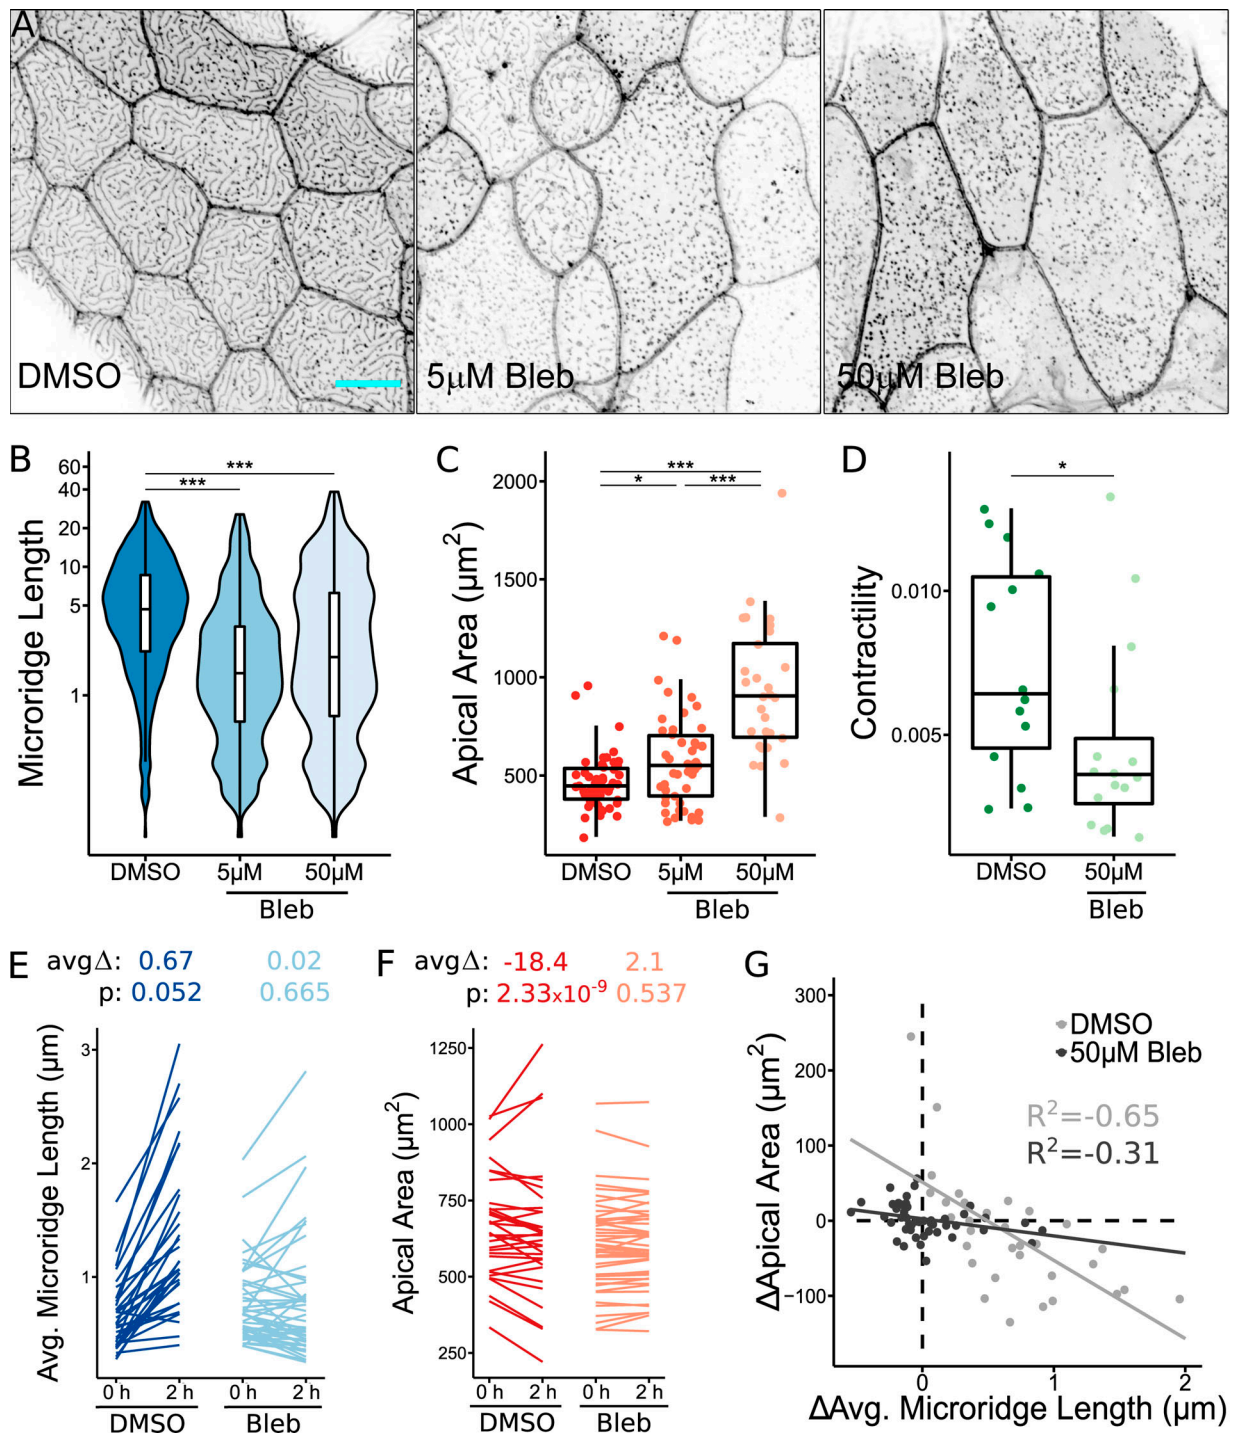 A
DMSO
5µM Bleb
50µM Bleb
B
Microridge Length
60
40
20
10
5
1
***
***
DMSO
5µM
50µM
Bleb
C
Apical Area (µm²)
2000
1500
1000
500
***
*
***
DMSO
5µM
50µM
Bleb
D
Contractility
0.010
0.005
*
DMSO
50µM
Bleb
E
avgΔ: 0.67 0.02
p: 0.052 0.665
Avg. Microridge Length (µm)
3
2
1
0 h 2 h 0 h 2 h
DMSO Bleb
F
avgΔ: -18.4 2.1
p: 2.33x10⁻⁹ 0.537
Apical Area (µm²)
1250
1000
750
500
250
0 h 2 h 0 h 2 h
DMSO Bleb
G
ΔApical Area (µm²)
300
200
100
0
−100
DMSO
50µM Bleb
R²=-0.65
R²=-0.31
0 1 2
ΔAvg. Microridge Length (µm)